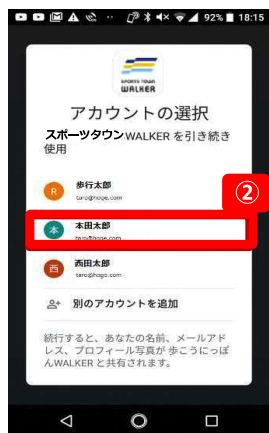 92% 18:15
SPORTS TOWN
WALKER
アカウントの選択
スポーツタウンWALKER を引き続き
使用
R 歩行太郎
taro@hoge.com
②
本 本田太郎
taro@hoge.com
西 西田太郎
taro@hogo.com
別のアカウントを追加
続行すると、あなたの名前、メールアド
レス、プロフィール写真が 歩こうにっぽ
んWALKER と共有されます。